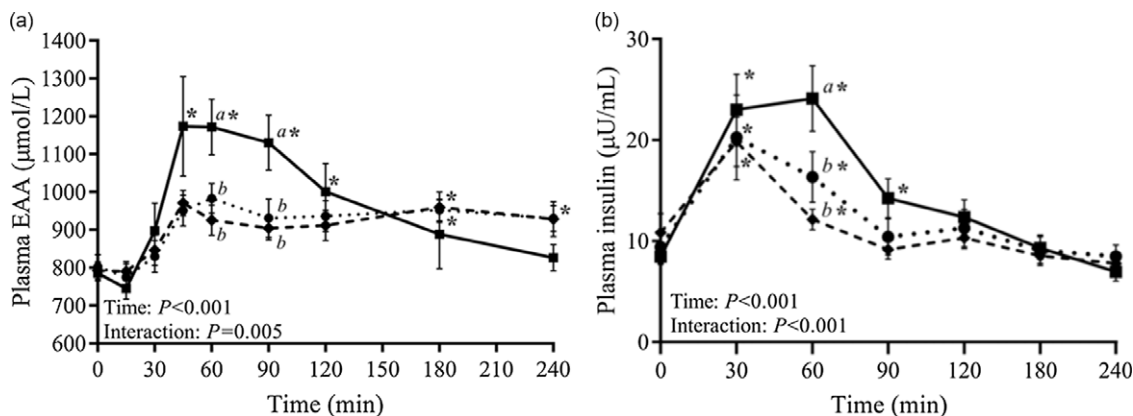 (a)
1400
1300
1200
1100
1000
900
800
700
600
Plasma EAA (μmol/L)
* a* a*
*
b
b
b
b
*
*
*
Time: P<0.001
Interaction: P=0.005
0 30 60 90 120 150 180 210 240
Time (min)
(b)
30
20
10
0
Plasma insulin (μU/mL)
*
a*
*
*
b*
b*
*
Time: P<0.001
Interaction: P<0.001
0 30 60 90 120 180 240
Time (min)